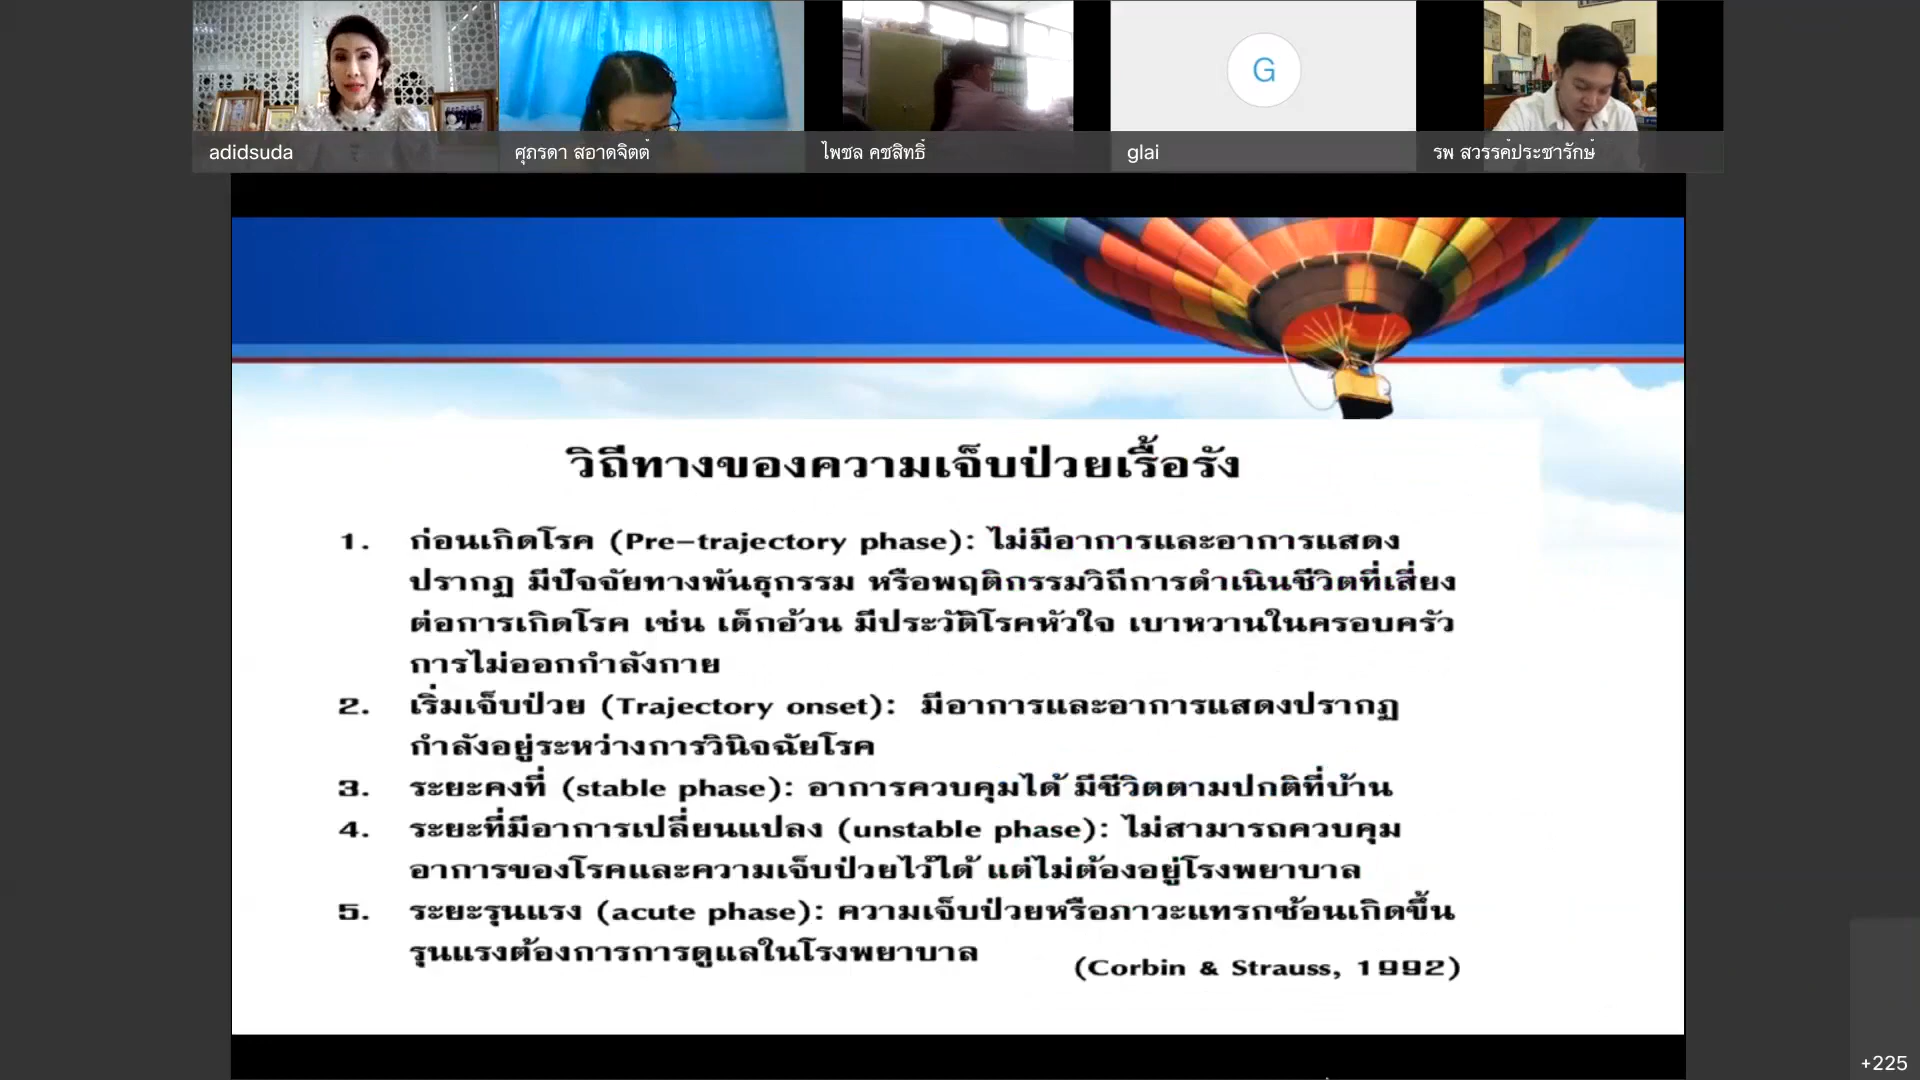 G
adidsuda
ศุภรดา สอาดจิตต์
ไพชล คชสิทธิ์
glai
รพ สวรรค์ประชารักษ์
วิถีทางของความเจ็บป่วยเรื้อรัง
1. ก่อนเกิดโรค (Pre-trajectory phase): ไม่มีอาการและอาการแสดง
ปรากฏ มีปัจจัยทางพันธุกรรม หรือพฤติกรรมวิถีการดำเนินชีวิตที่เสี่ยง
ต่อการเกิดโรค เช่น เด็กอ้วน มีประวัติโรคหัวใจ เบาหวานในครอบครัว
การไม่ออกกำลังกาย
2. เริ่มเจ็บป่วย (Trajectory onset): มีอาการและอาการแสดงปรากฏ
กำลังอยู่ระหว่างการวินิจฉัยโรค
3. ระยะคงที่ (stable phase): อาการควบคุมได้ มีชีวิตตามปกติที่บ้าน
4. ระยะที่มีอาการเปลี่ยนแปลง (unstable phase): ไม่สามารถควบคุม
อาการของโรคและความเจ็บป่วยไว้ได้ แต่ไม่ต้องอยู่โรงพยาบาล
5. ระยะรุนแรง (acute phase): ความเจ็บป่วยหรือภาวะแทรกซ้อนเกิดขึ้น
รุนแรงต้องการการดูแลในโรงพยาบาล
(Corbin & Strauss, 1992)
+225